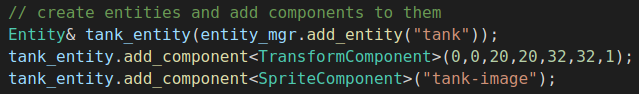 // create entities and add components to them
Entity& tank_entity(entity_mgr.add_entity("tank"));
tank_entity.add_component<TransformComponent>(0,0,20,20,32,32,1);
tank_entity.add_component<SpriteComponent>("tank-image");